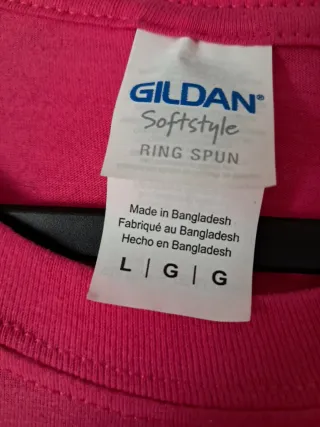 GILDAN®
Softstyle
RING SPUN
Made in Bangladesh
Fabriqué au Bangladesh
Hecho en Bangladesh
L | G | G